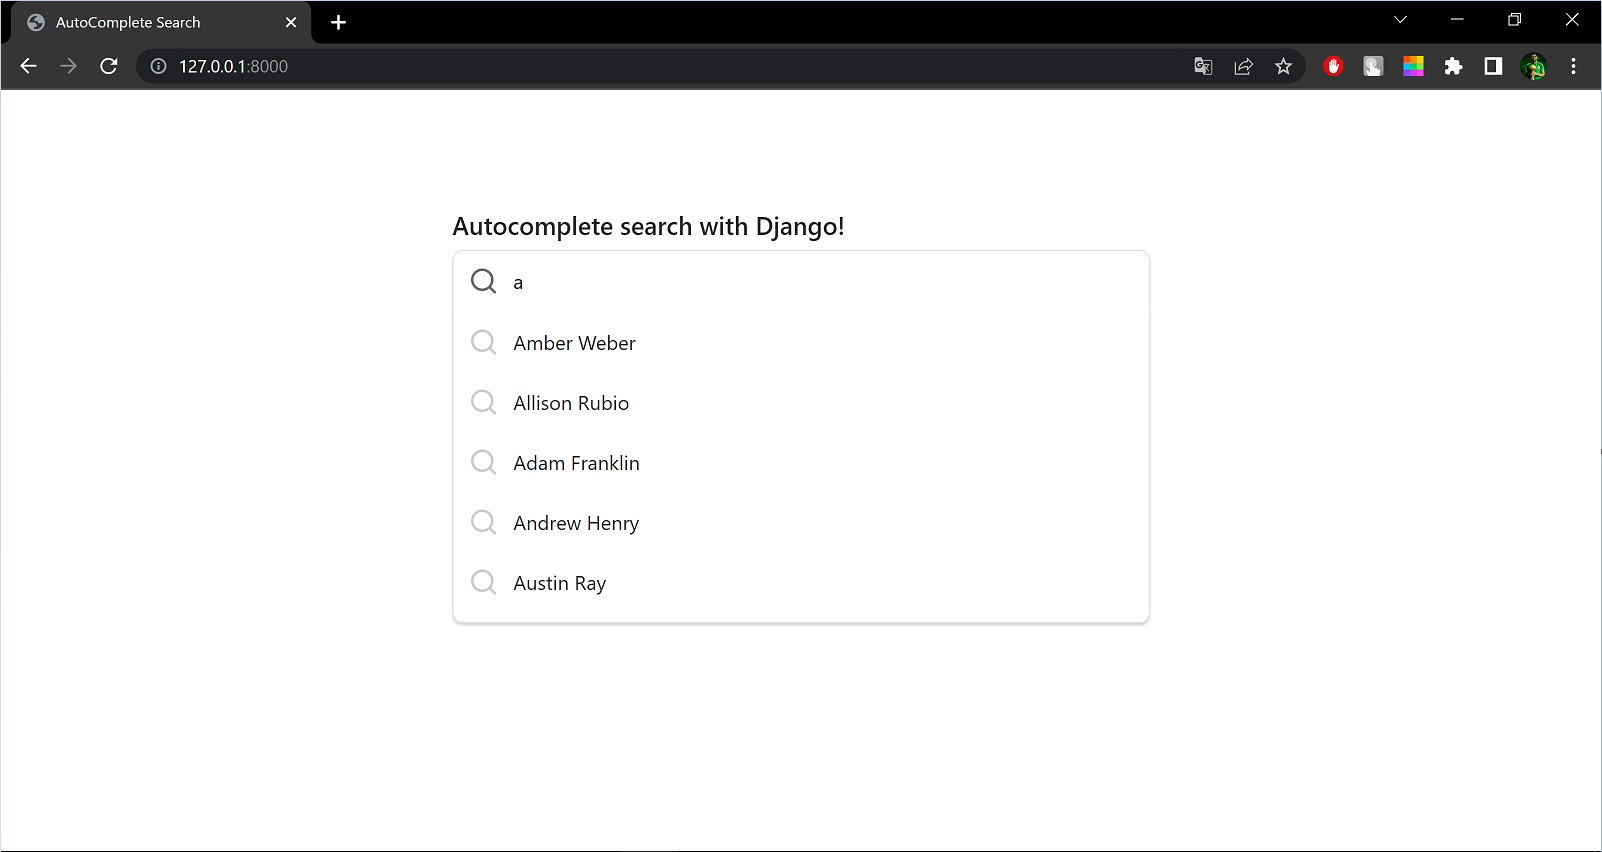 AutoComplete Search
127.0.0.1:8000
Autocomplete search with Django!
a
Amber Weber
Allison Rubio
Adam Franklin
Andrew Henry
Austin Ray